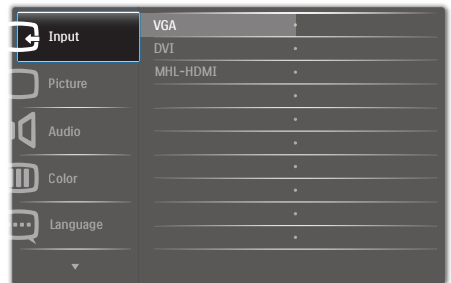 Input
VGA
DVI
MHL-HDMI
Picture
Audio
Color
Language